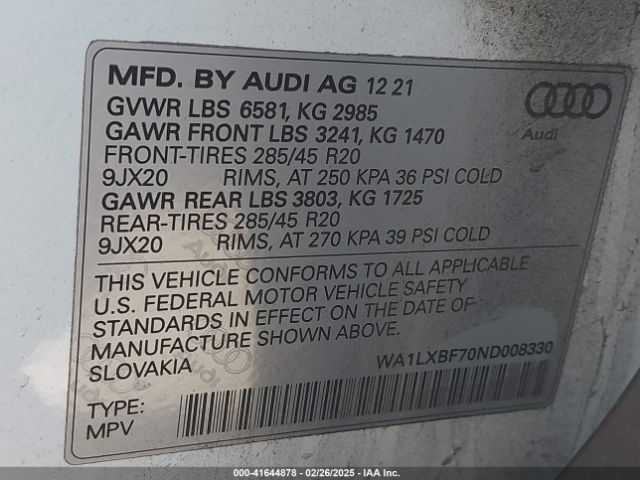 MFD. BY AUDI AG 12 21
GVWR LBS 6581, KG 2985
GAWR FRONT LBS 3241, KG 1470
FRONT-TIRES 285/45 R20
9JX20 RIMS, AT 250 KPA 36 PSI COLD
GAWR REAR LBS 3803, KG 1725
REAR-TIRES 285/45 R20
9JX20 RIMS, AT 270 KPA 39 PSI COLD
Audi
THIS VEHICLE CONFORMS TO ALL APPLICABLE
U.S. FEDERAL MOTOR VEHICLE SAFETY
STANDARDS IN EFFECT ON THE DATE OF
MANUFACTURE SHOWN ABOVE.
SLOVAKIA
WA1LXBF70ND008330
TYPE:
MPV
000-41644878 - 02/26/2025 - IAA Inc.